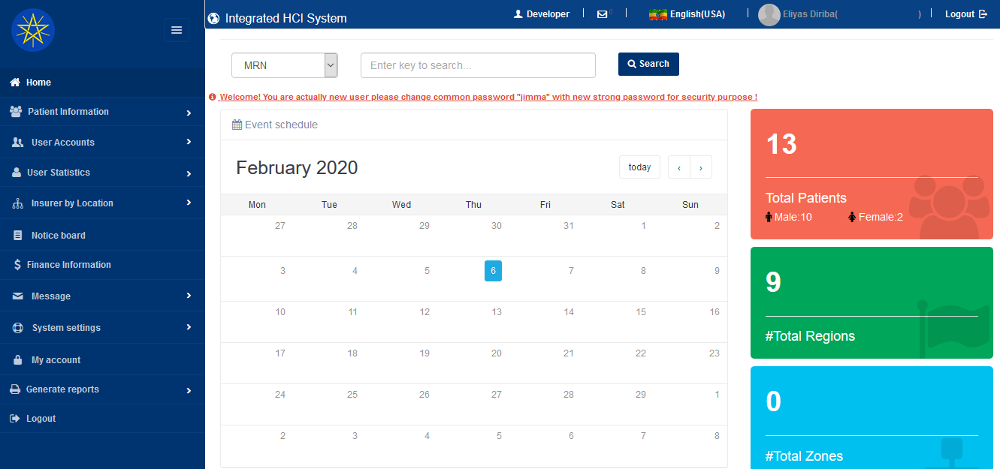 Integrated HCI System
Developer
0
English(USA)
Eliyas Diriba( )
Logout
Home
Patient Information
User Accounts
User Statistics
Insurer by Location
Notice board
Finance Information
Message
System settings
My account
Generate reports
Logout
MRN
Enter key to search...
Search
Welcome! You are actually new user please change common password "jimma" with new strong password for security purpose !
Event schedule
February 2020
today ‹ ›
Mon Tue Wed Thu Fri Sat Sun
27 28 29 30 31 1 2
3 4 5 6 7 8 9
10 11 12 13 14 15 16
17 18 19 20 21 22 23
24 25 26 27 28 29 1
2 3 4 5 6 7 8
13
Total Patients
Male:10 Female:2
9
#Total Regions
0
#Total Zones